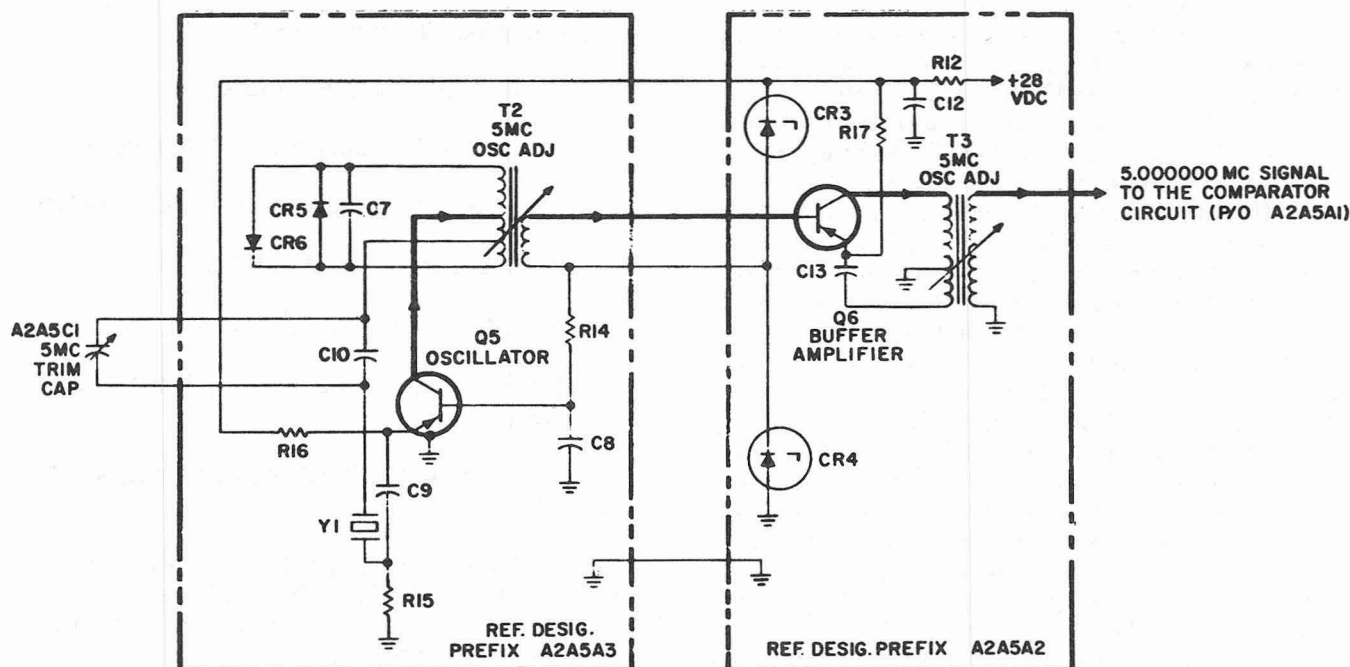 R12
+28
VDC
C12
CR3
R17
T2
5MC
OSC ADJ
T3
5MC
OSC ADJ
5.000000 MC SIGNAL
TO THE COMPARATOR
CIRCUIT (P/O A2A5A1)
CR5
C7
CR6
C13
Q6
BUFFER
AMPLIFIER
A2A5C1
5MC
TRIM
CAP
C10
Q5
OSCILLATOR
R14
R16
C8
CR4
C9
Y1
R15
REF. DESIG.
PREFIX A2A5A3
REF. DESIG. PREFIX A2A5A2